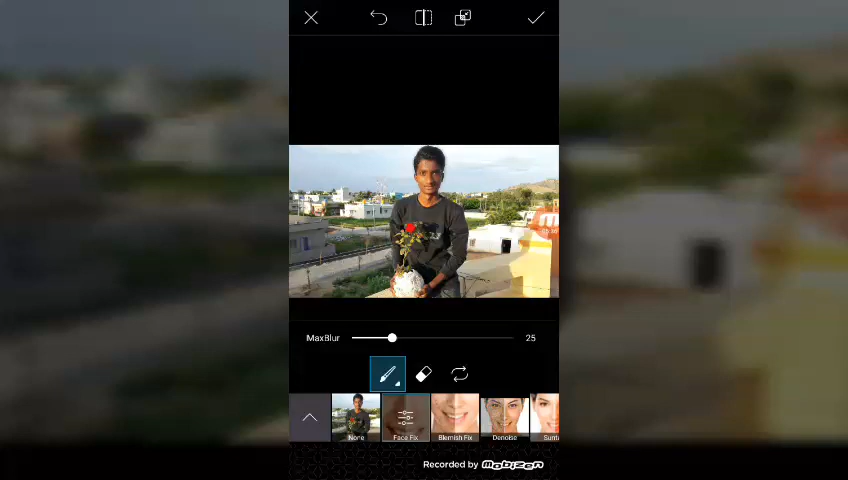 MaxBlur 25
None Face Fix Blemish Fix Denoise
Recorded by mobizen